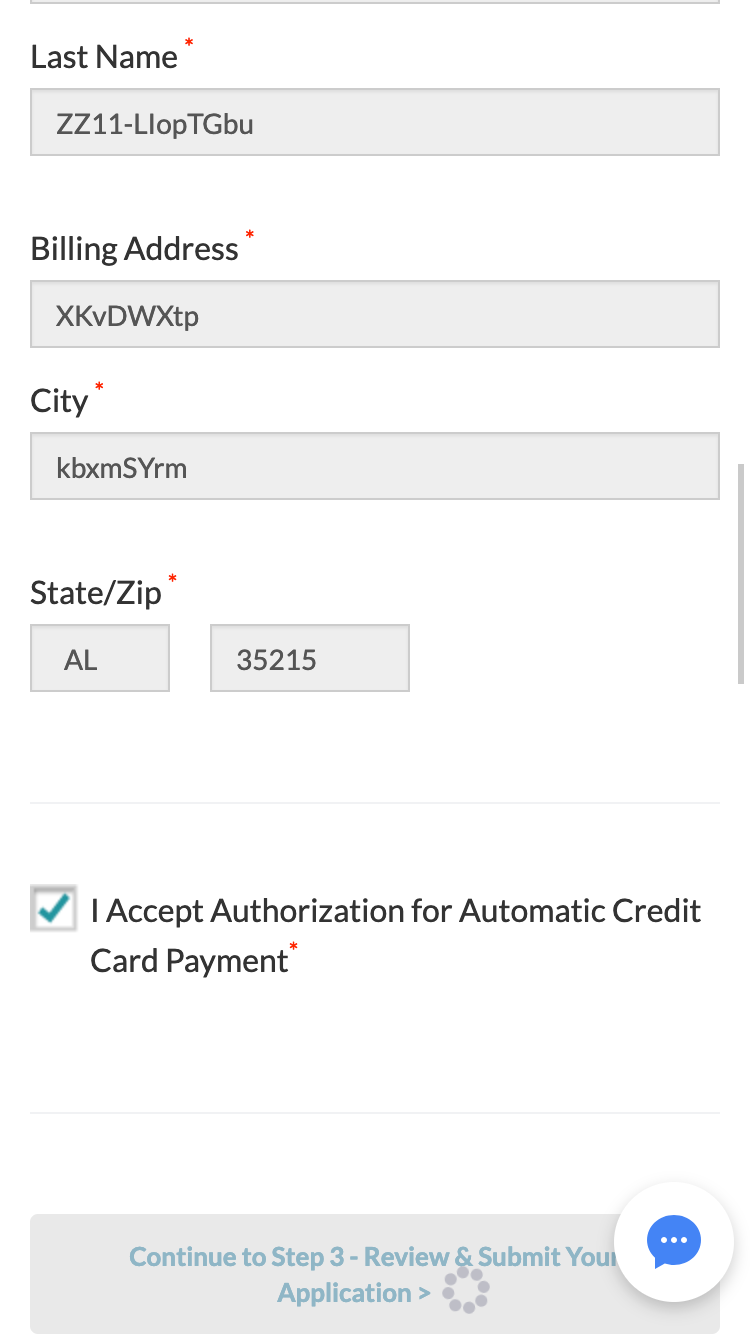 Last Name *
ZZ11-LIopTGbu
Billing Address *
XKvDWXtp
City *
kbxmSYrm
State/Zip *
AL 35215
I Accept Authorization for Automatic Credit
Card Payment*
Continue to Step 3 - Review & Submit Your
Application >